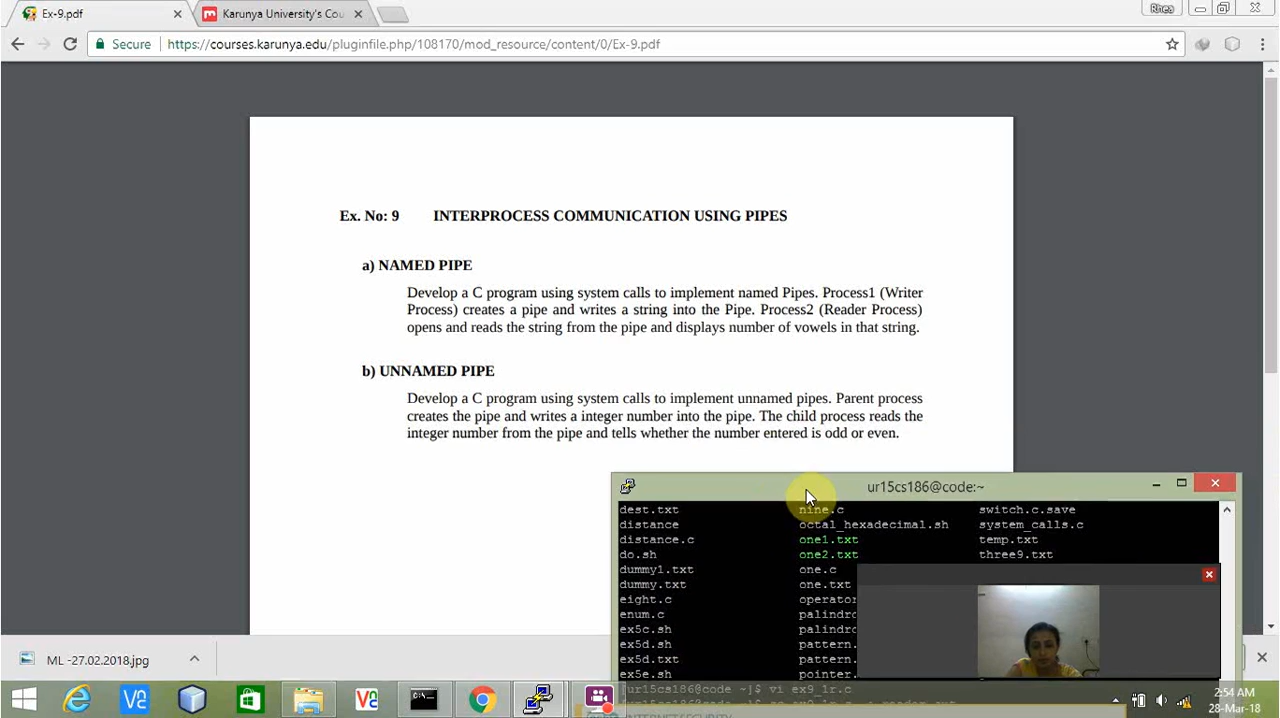 Ex-9.pdf
Karunya University's Cou
Rhea
Secure
https://courses.karunya.edu/pluginfile.php/108170/mod_resource/content/0/Ex-9.pdf
Ex. No: 9 INTERPROCESS COMMUNICATION USING PIPES
a) NAMED PIPE
Develop a C program using system calls to implement named Pipes. Process1 (Writer
Process) creates a pipe and writes a string into the Pipe. Process2 (Reader Process)
opens and reads the string from the pipe and displays number of vowels in that string.
b) UNNAMED PIPE
Develop a C program using system calls to implement unnamed pipes. Parent process
creates the pipe and writes a integer number into the pipe. The child process reads the
integer number from the pipe and tells whether the number entered is odd or even.
ur15cs186@code:~
dest.txt nine.c switch.c.save
distance octal_hexadecimal.sh system_calls.c
distance.c one1.txt temp.txt
do.sh one2.txt three9.txt
dummy1.txt one.c
dummy.txt one.txt
eight.c operator
enum.c palindro
ex5c.sh palindro
ex5d.sh pattern.
ex5d.txt pattern.
ex5e.sh pointer.
[ur15cs186@code ~]$ vi ex9_1r.c
ML -27.02.2018.jpg
2:54 AM
28-Mar-18